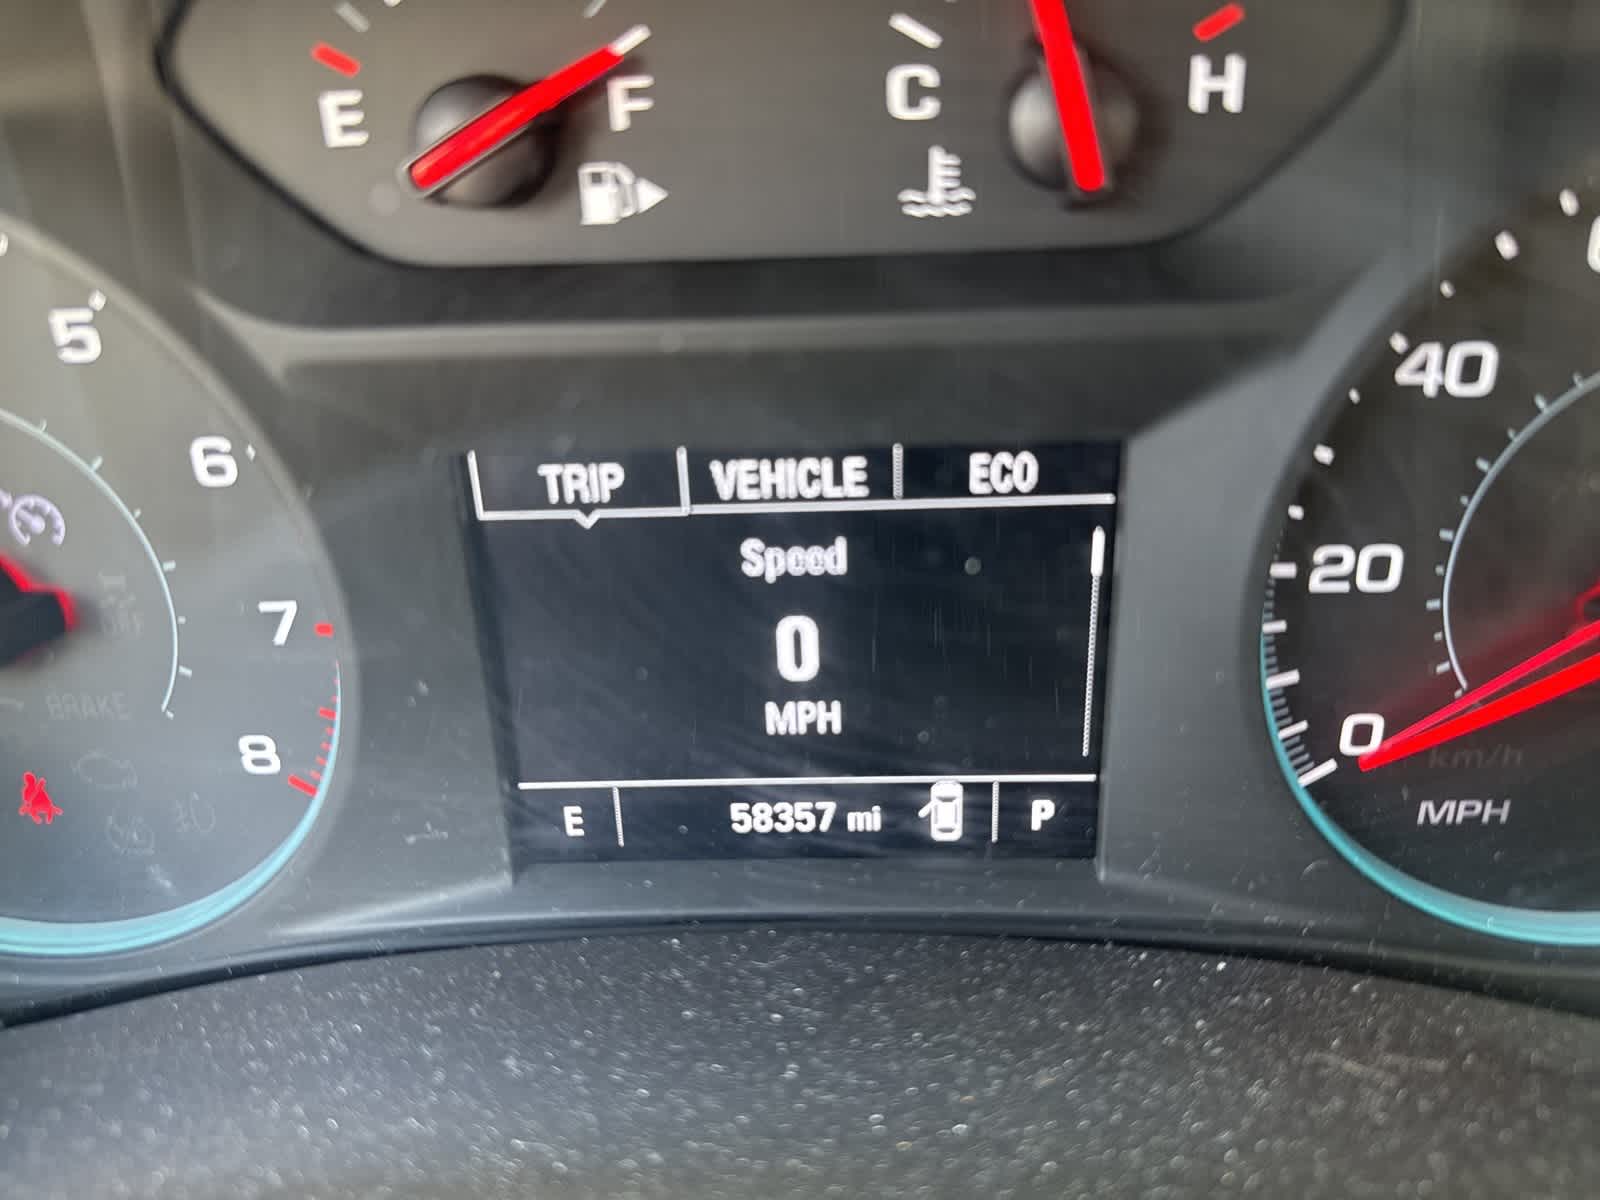 E F C H
5
6
7
8
BRAKE
TRIP VEHICLE ECO
Speed
0
MPH
E 58357 mi P
40
20
0
km/h
MPH